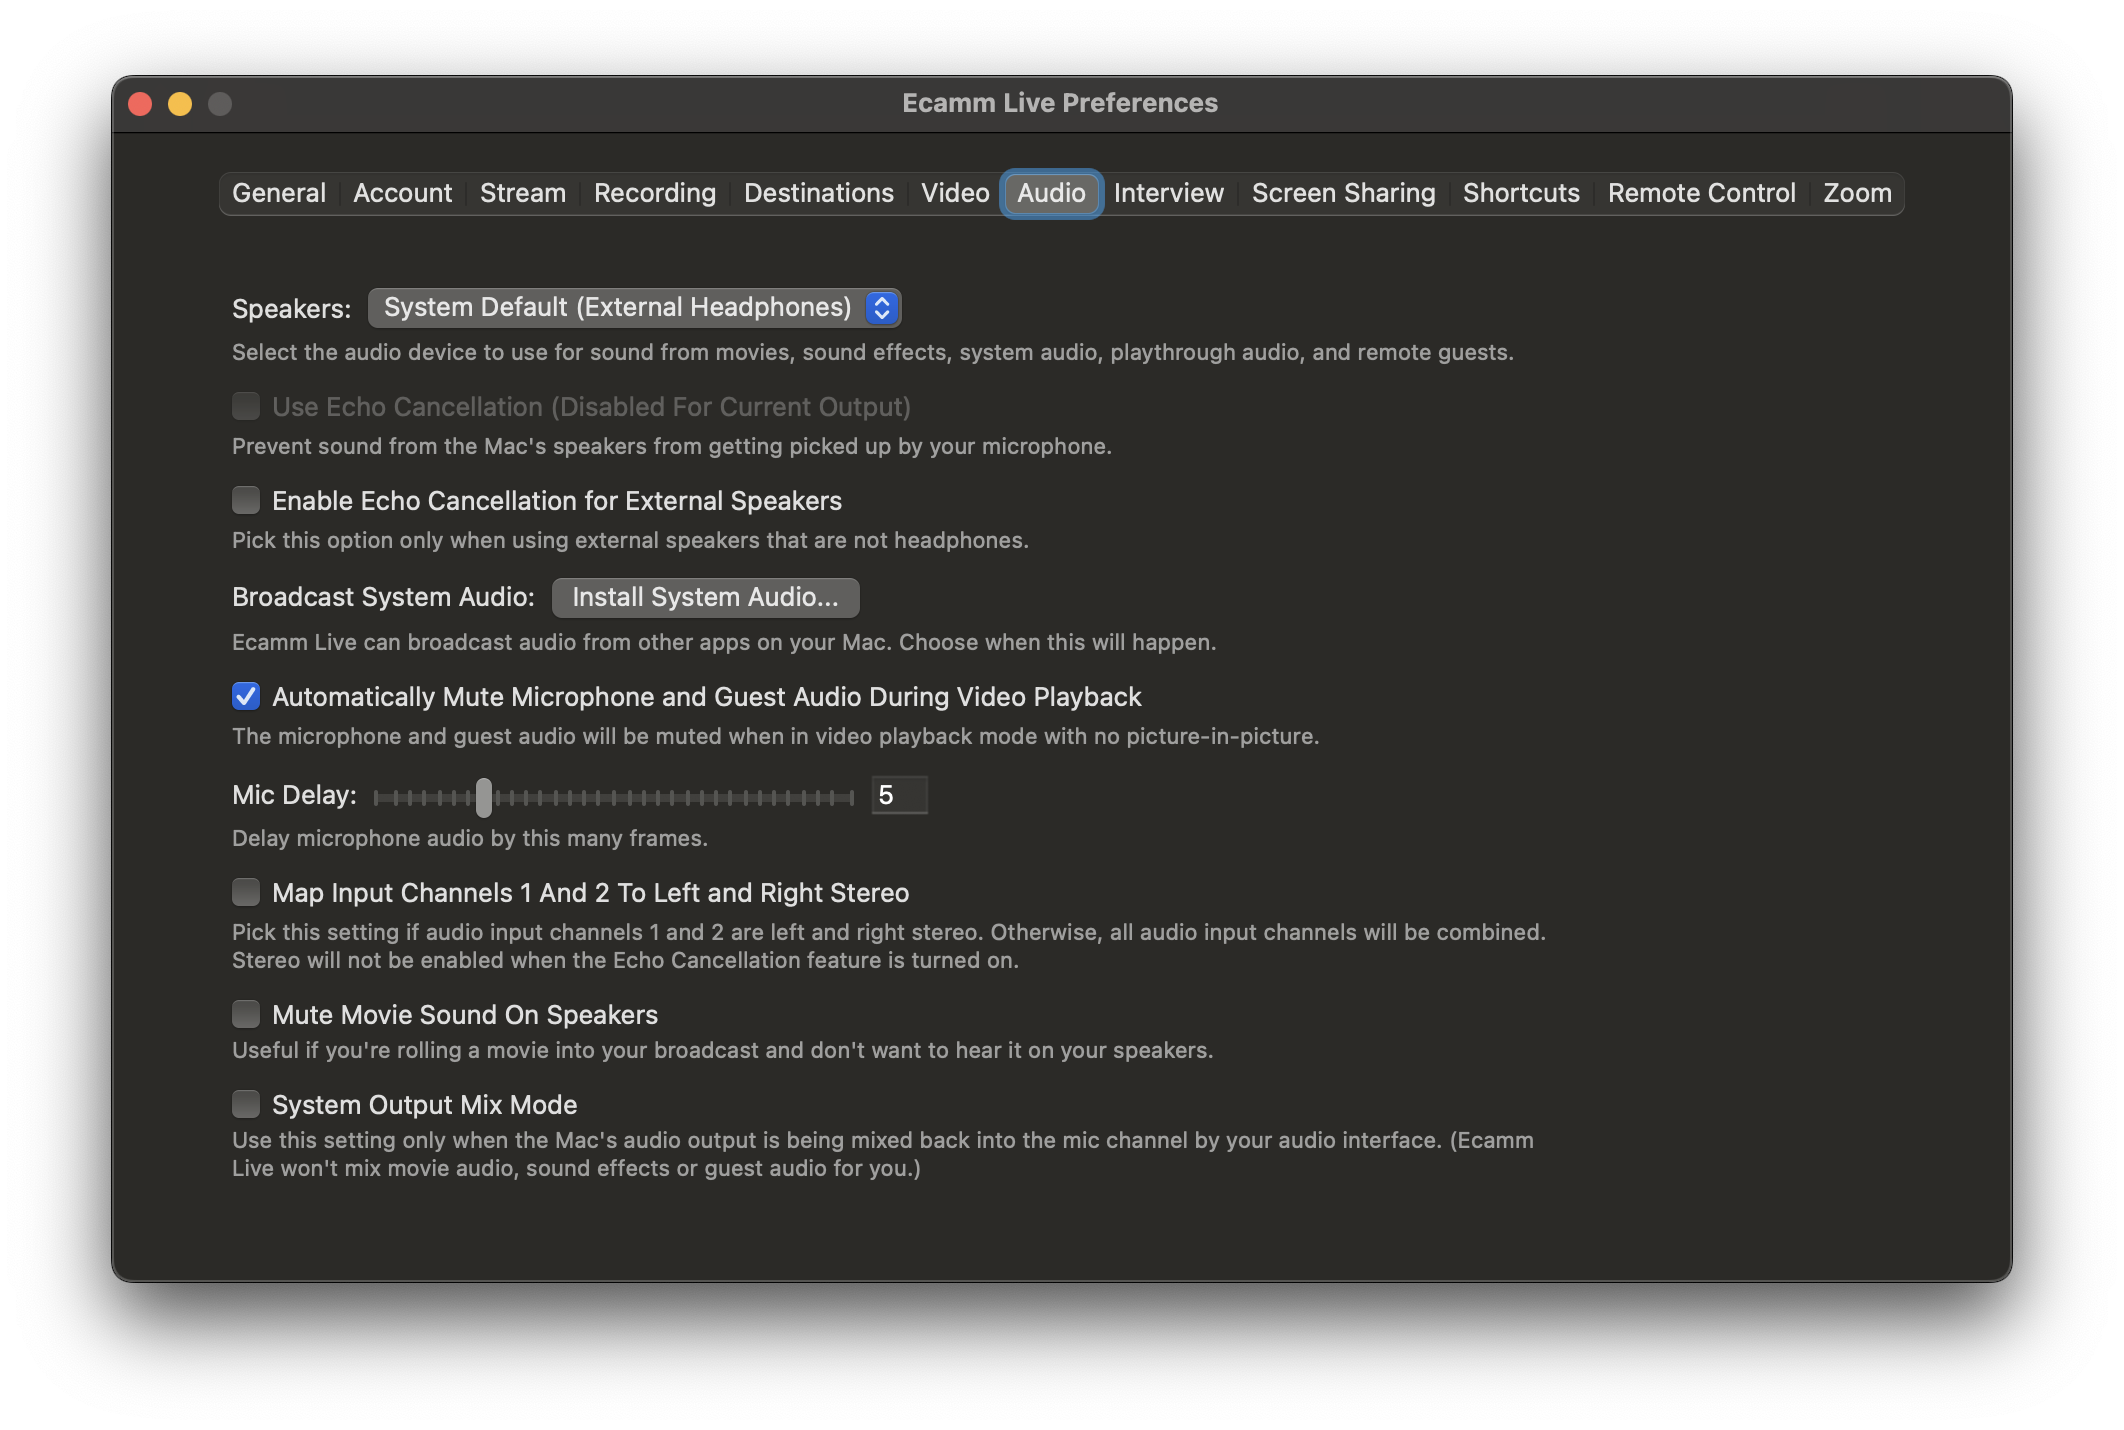 Ecamm Live Preferences
General Account Stream Recording Destinations Video Audio Interview Screen Sharing Shortcuts Remote Control Zoom
Speakers: System Default (External Headphones)
Select the audio device to use for sound from movies, sound effects, system audio, playthrough audio, and remote guests.
Use Echo Cancellation (Disabled For Current Output)
Prevent sound from the Mac's speakers from getting picked up by your microphone.
Enable Echo Cancellation for External Speakers
Pick this option only when using external speakers that are not headphones.
Broadcast System Audio: Install System Audio...
Ecamm Live can broadcast audio from other apps on your Mac. Choose when this will happen.
Automatically Mute Microphone and Guest Audio During Video Playback
The microphone and guest audio will be muted when in video playback mode with no picture-in-picture.
Mic Delay: 5
Delay microphone audio by this many frames.
Map Input Channels 1 And 2 To Left and Right Stereo
Pick this setting if audio input channels 1 and 2 are left and right stereo. Otherwise, all audio input channels will be combined.
Stereo will not be enabled when the Echo Cancellation feature is turned on.
Mute Movie Sound On Speakers
Useful if you're rolling a movie into your broadcast and don't want to hear it on your speakers.
System Output Mix Mode
Use this setting only when the Mac's audio output is being mixed back into the mic channel by your audio interface. (Ecamm
Live won't mix movie audio, sound effects or guest audio for you.)